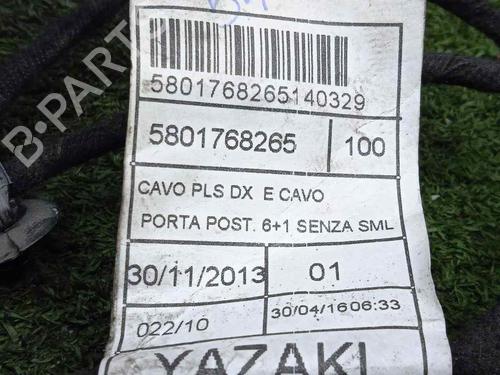 5801768265140329
5801768265 100
CAVO PLS DX E CAVO
PORTA POST. 6+1 SENZA SML
30/11/2013 01
022/10 30/04/16 06:33
YAZAKI
B-PARTS